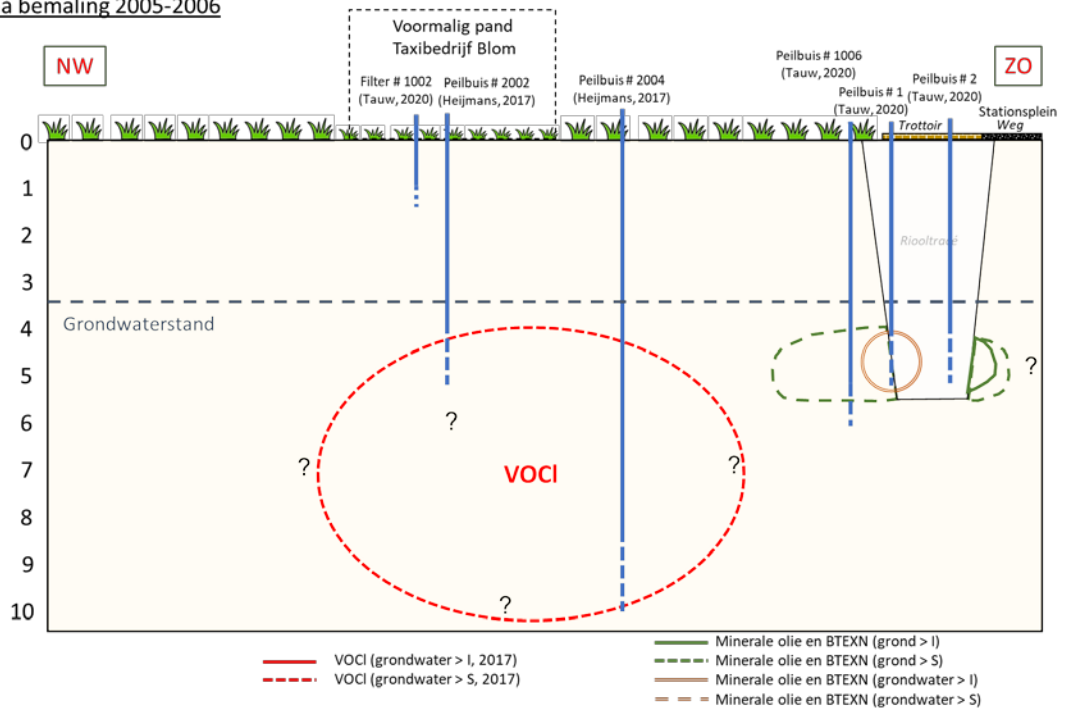 a bemaling 2005-2006
Voormalig pand
Taxibedrijf Blom
NW
ZO
Filter # 1002
(Tauw, 2020)
Peilbuis # 2002
(Heijmans, 2017)
Peilbuis # 2004
(Heijmans, 2017)
Peilbuis # 1006
(Tauw, 2020)
Peilbuis # 1
(Tauw, 2020)
Peilbuis # 2
(Tauw, 2020)
Stationsplein
Trottoir
Weg
0
1
2
Riooltracé
3
Grondwaterstand
4
5
?
6
?
7
?
VOCl
?
8
9
10
?
VOCl (grondwater > I, 2017)
VOCl (grondwater > S, 2017)
Minerale olie en BTEXN (grond > I)
Minerale olie en BTEXN (grond > S)
Minerale olie en BTEXN (grondwater > I)
Minerale olie en BTEXN (grondwater > S)